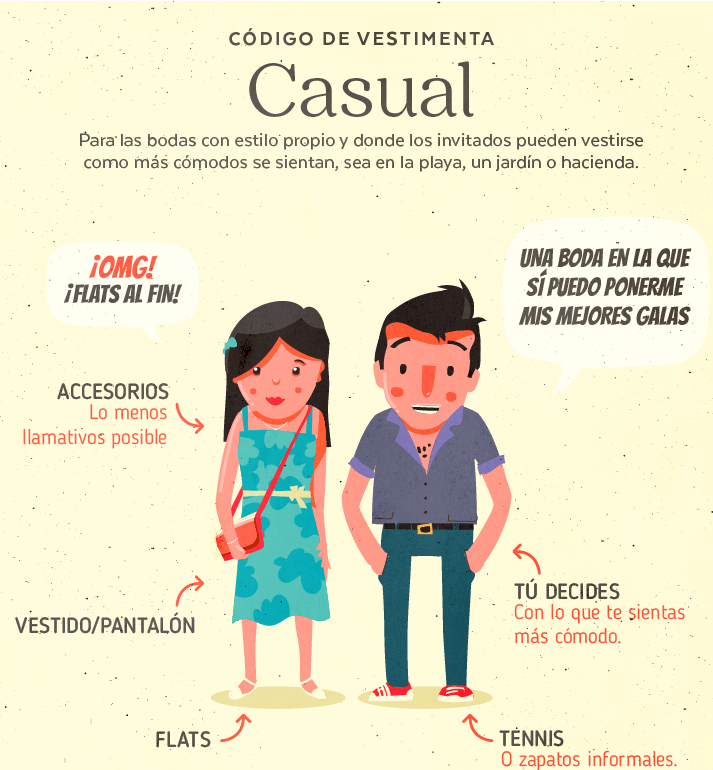 CÓDIGO DE VESTIMENTA
Casual
Para las bodas con estilo propio y donde los invitados pueden vestirse
como más cómodos se sientan, sea en la playa, un jardín o hacienda.
¡OMG!
¡FLATS AL FIN!
UNA BODA EN LA QUE
SÍ PUEDO PONERME
MIS MEJORES GALAS
ACCESORIOS
Lo menos
llamativos posible
VESTIDO/PANTALÓN
FLATS
TÚ DECIDES
Con lo que te sientas
más cómodo.
TENNIS
O zapatos informales.